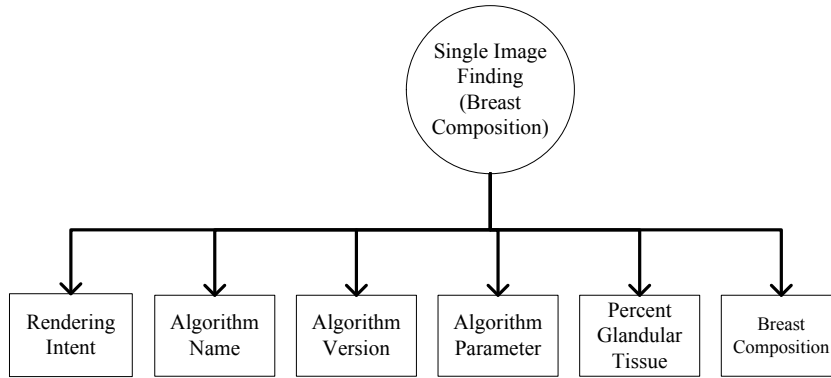 Single Image
Finding
(Breast
Composition)
Rendering
Intent
Algorithm
Name
Algorithm
Version
Algorithm
Parameter
Percent
Glandular
Tissue
Breast
Composition